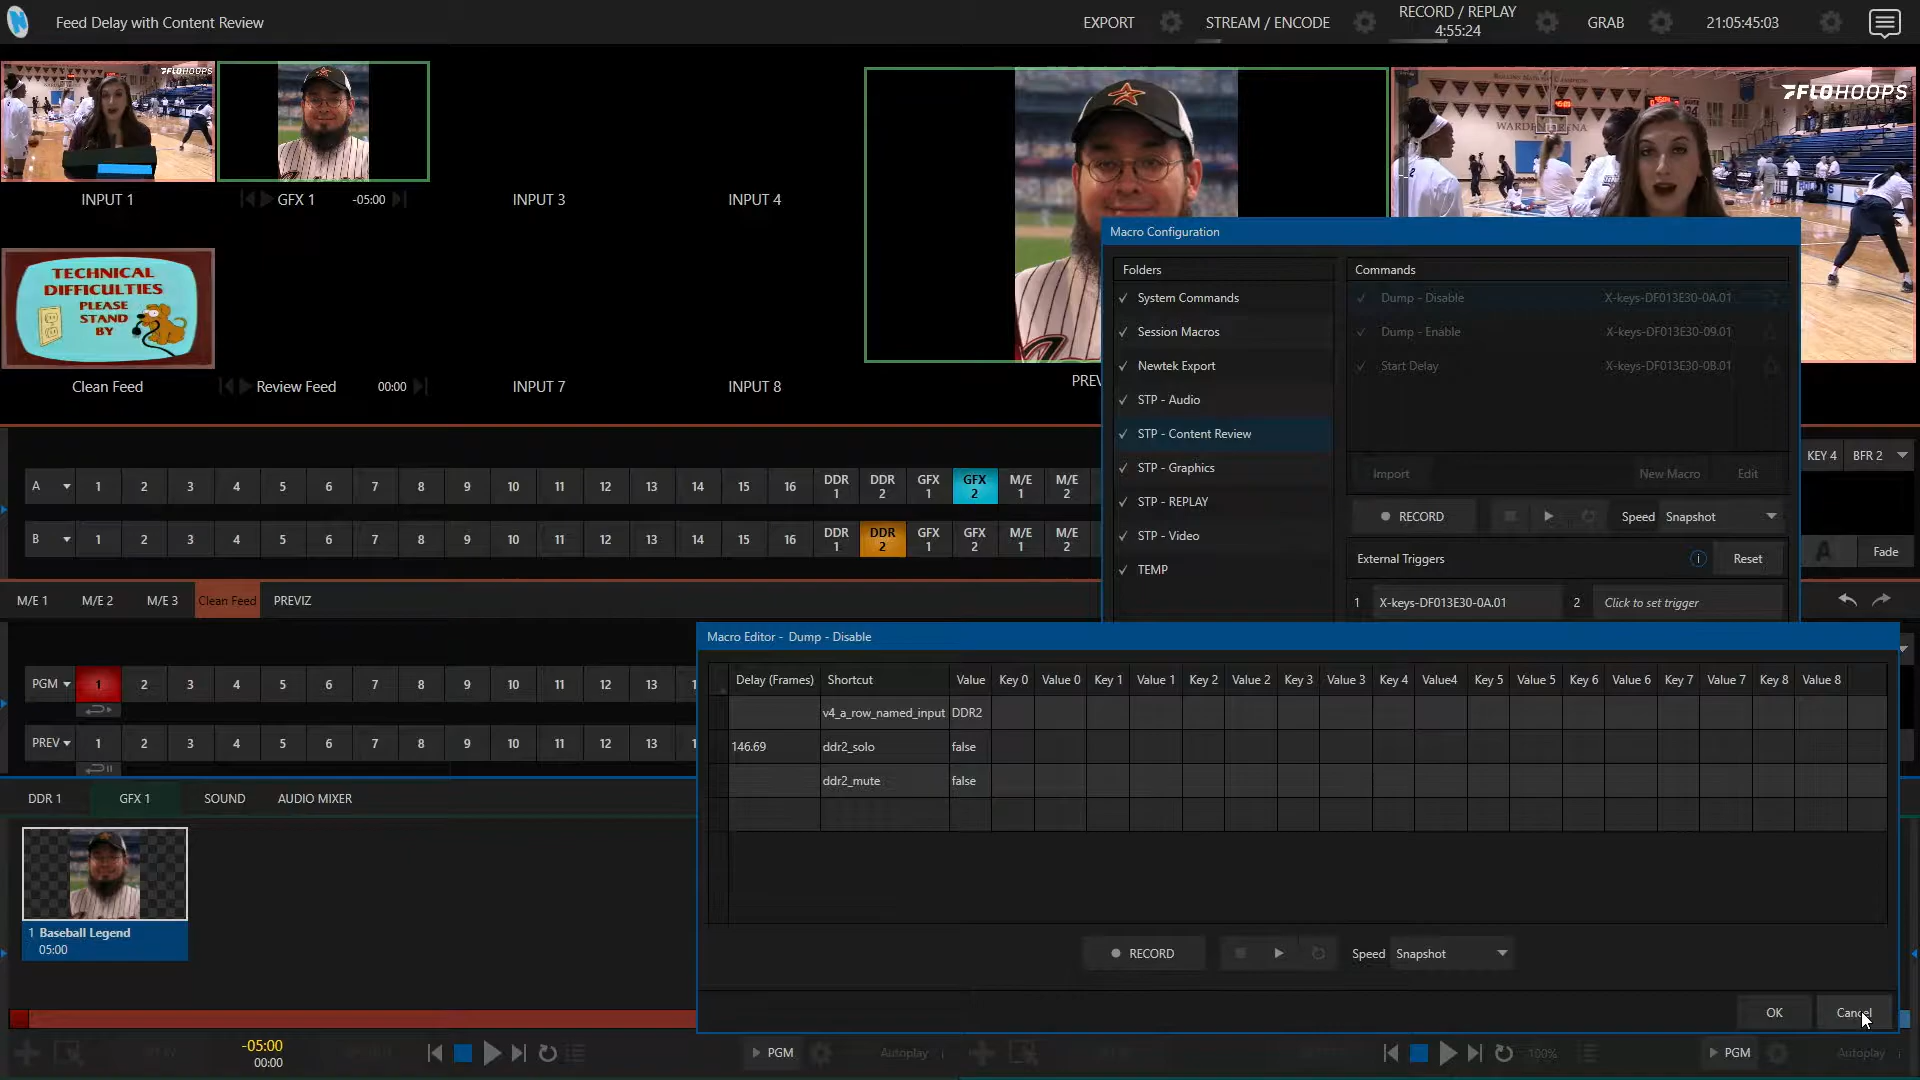 Feed Delay with Content Review
EXPORT
STREAM / ENCODE
RECORD / REPLAY
4:55:24
GRAB
21:05:45:03
FLOHOOPS
INPUT 1
GFX 1
-05:00
INPUT 3
INPUT 4
FLOHOOPS
WARDEN ARENA
TECHNICAL
DIFFICULTIES
PLEASE
STAND
BY
Clean Feed
Review Feed
00:00
INPUT 7
INPUT 8
PREV
Macro Configuration
Folders
System Commands
Session Macros
Newtek Export
STP - Audio
STP - Content Review
STP - Graphics
STP - REPLAY
STP - Video
TEMP
Commands
Dump - Disable X-keys-DF013E30-0A.01
Dump - Enable X-keys-DF013E30-09.01
Start Delay X-keys-DF013E30-0B.01
Import
New Macro
Edit
RECORD
Speed Snapshot
External Triggers
Reset
1 X-keys-DF013E30-0A.01 2 Click to set trigger
KEY 4 BFR 2
A
Fade
A 1 2 3 4 5 6 7 8 9 10 11 12 13 14 15 16 DDR 1 DDR 2 GFX 1 GFX 2 M/E 1 M/E 2
B 1 2 3 4 5 6 7 8 9 10 11 12 13 14 15 16 DDR 1 DDR 2 GFX 1 GFX 2 M/E 1 M/E 2
M/E 1 M/E 2 M/E 3 Clean Feed PREVIZ
PGM 1 2 3 4 5 6 7 8 9 10 11 12 13 1
PREV 1 2 3 4 5 6 7 8 9 10 11 12 13 1
Macro Editor - Dump - Disable
Delay (Frames) Shortcut Value Key 0 Value 0 Key 1 Value 1 Key 2 Value 2 Key 3 Value 3 Key 4 Value4 Key 5 Value 5 Key 6 Value 6 Key 7 Value 7 Key 8 Value 8
v4_a_row_named_input DDR2
146.69 ddr2_solo false
ddr2_mute false
RECORD
Speed Snapshot
OK
Cancel
DDR 1 GFX 1 SOUND AUDIO MIXER
1 Baseball Legend
05:00
-05:00
00:00
PGM
Autoplay
100%
PGM
Autoplay